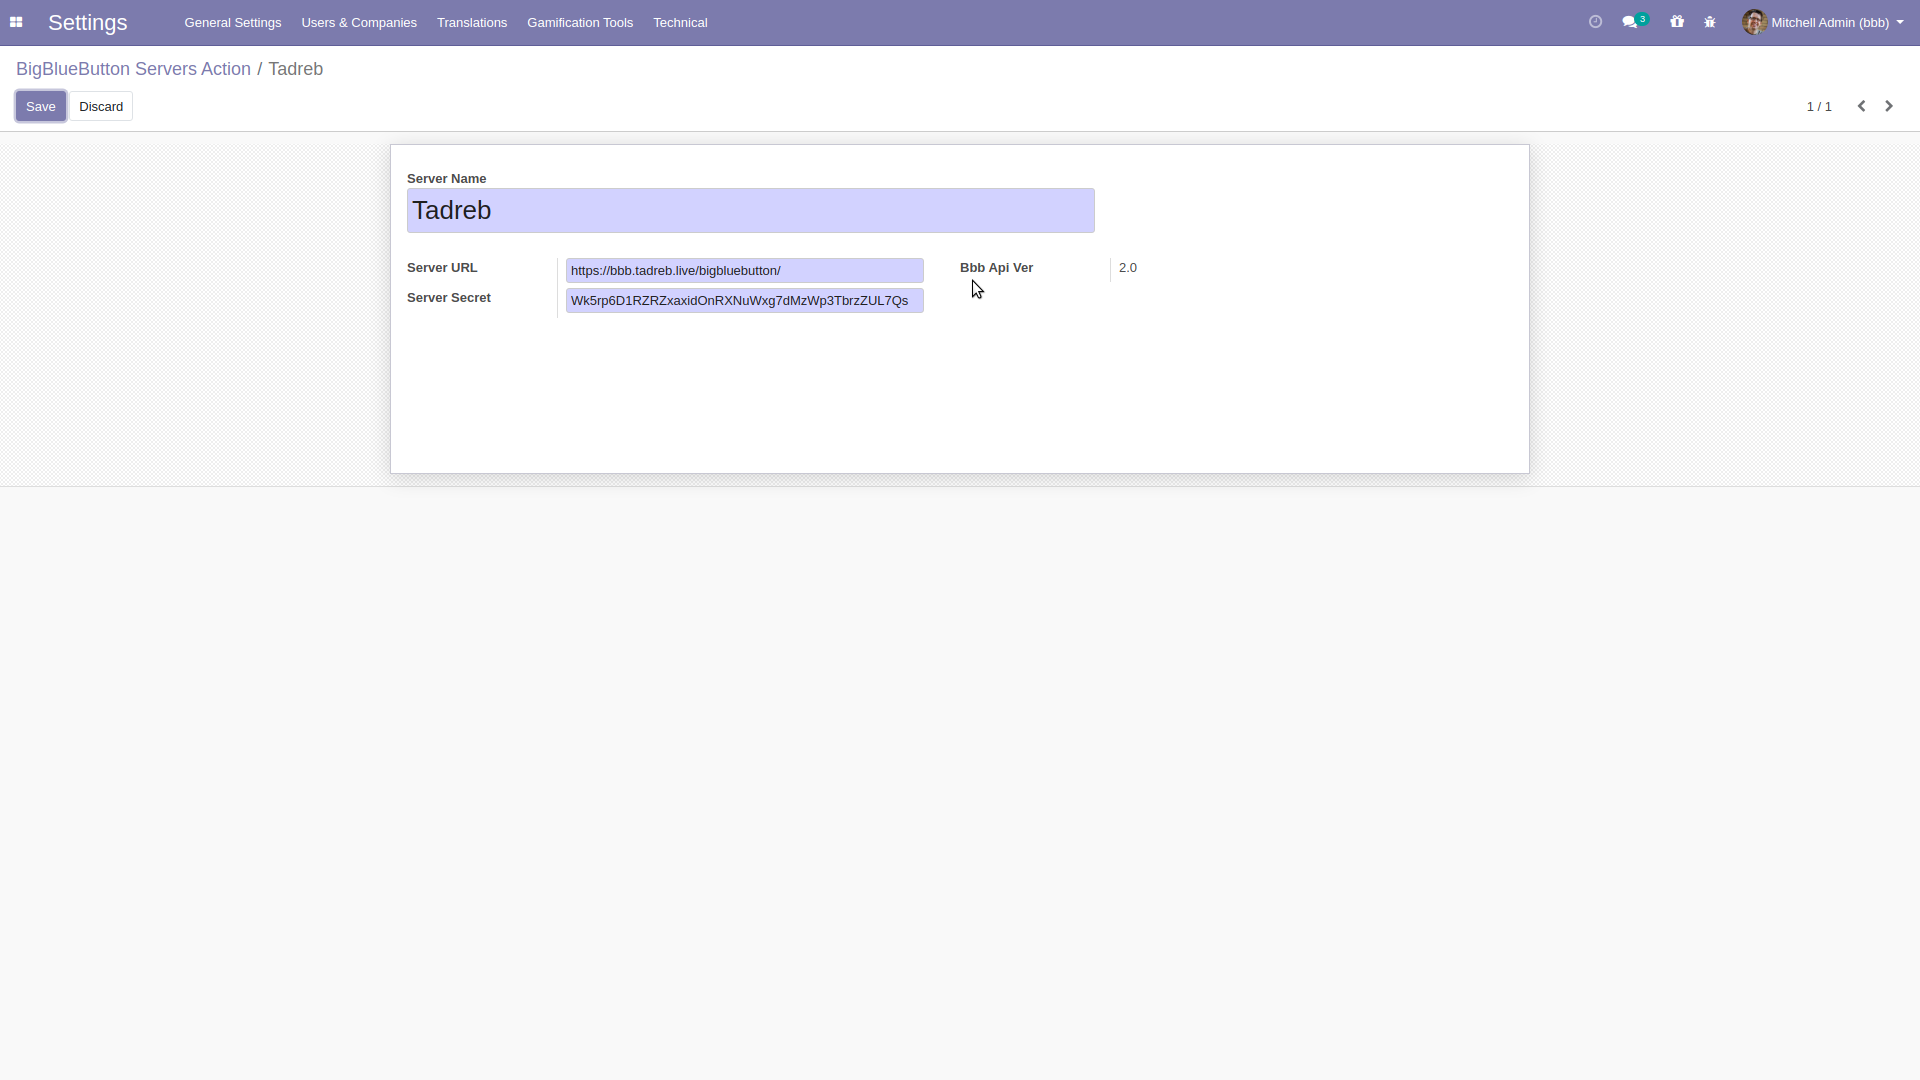 Settings General Settings Users & Companies Translations Gamification Tools Technical 3 Mitchell Admin (bbb)
BigBlueButton Servers Action / Tadreb
Save Discard 1 / 1
Server Name
Tadreb
Server URL https://bbb.tadreb.live/bigbluebutton/ Bbb Api Ver 2.0
Server Secret Wk5rp6D1RZRZxaxidOnRXNuWxg7dMzWp3TbrzZUL7Qs